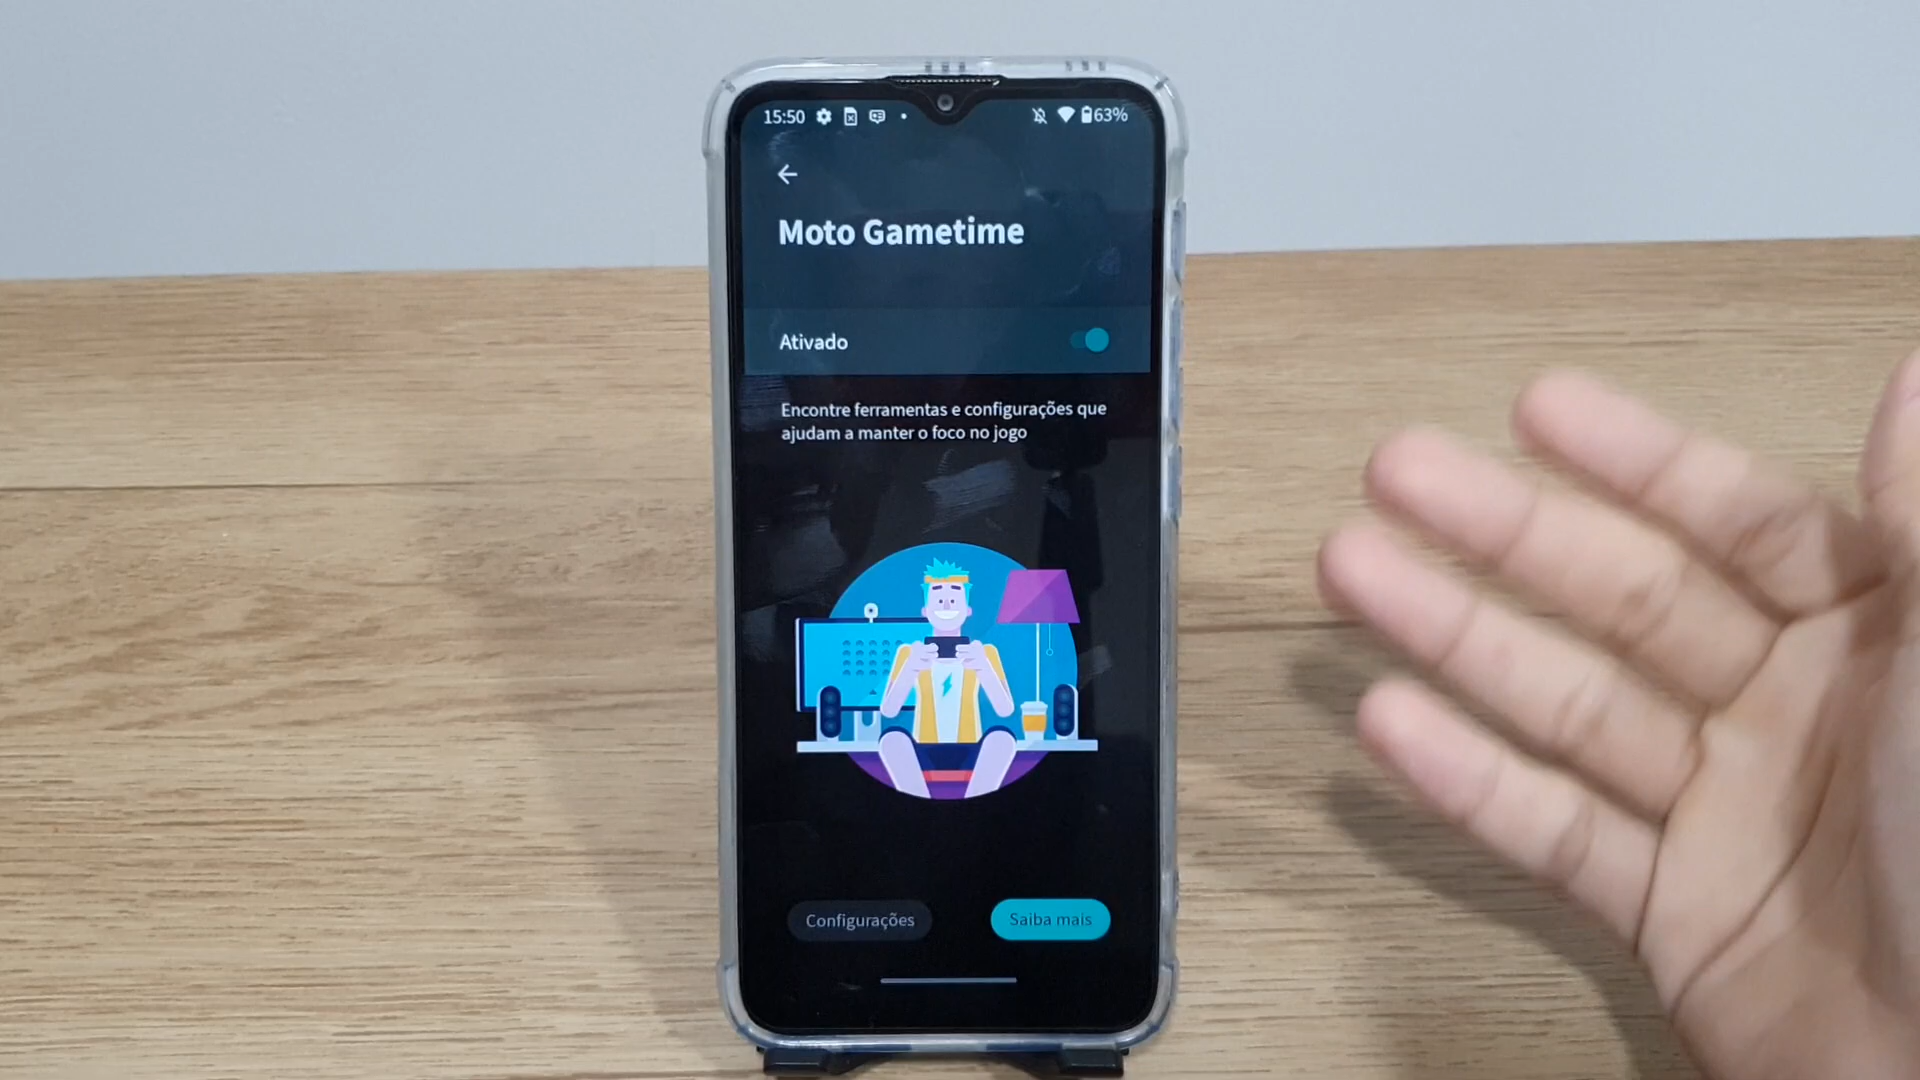 15:50
63%
Moto Gametime
Ativado
Encontre ferramentas e configurações que
ajudam a manter o foco no jogo
Configurações
Saiba mais